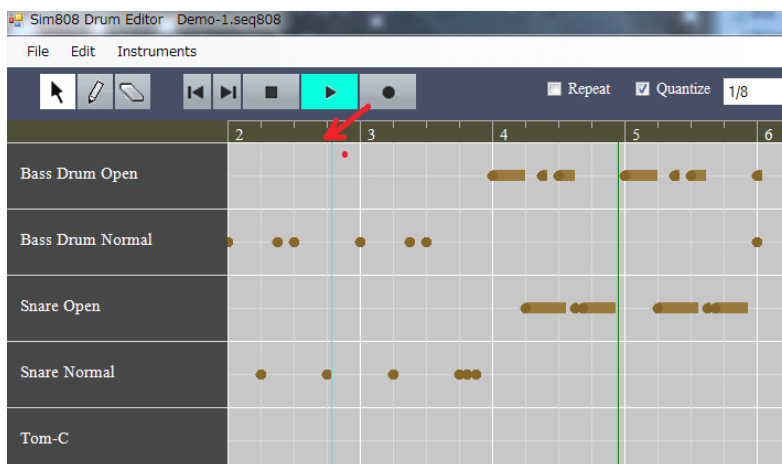 Sim808 Drum Editor Demo-1.seq808
File Edit Instruments
Repeat Quantize 1/8
2 3 4 5 6
Bass Drum Open
Bass Drum Normal
Snare Open
Snare Normal
Tom-C